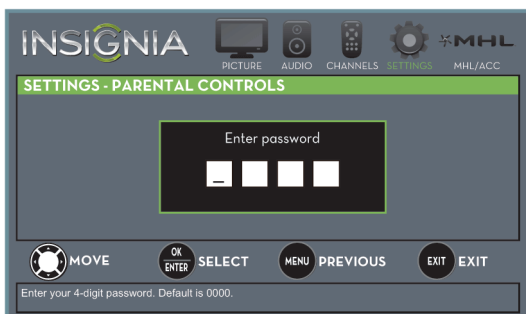 INSIGNIA
PICTURE AUDIO CHANNELS SETTINGS MHL MHL/ACC
SETTINGS - PARENTAL CONTROLS
Enter password
_
MOVE OK ENTER SELECT MENU PREVIOUS EXIT EXIT
Enter your 4-digit password. Default is 0000.